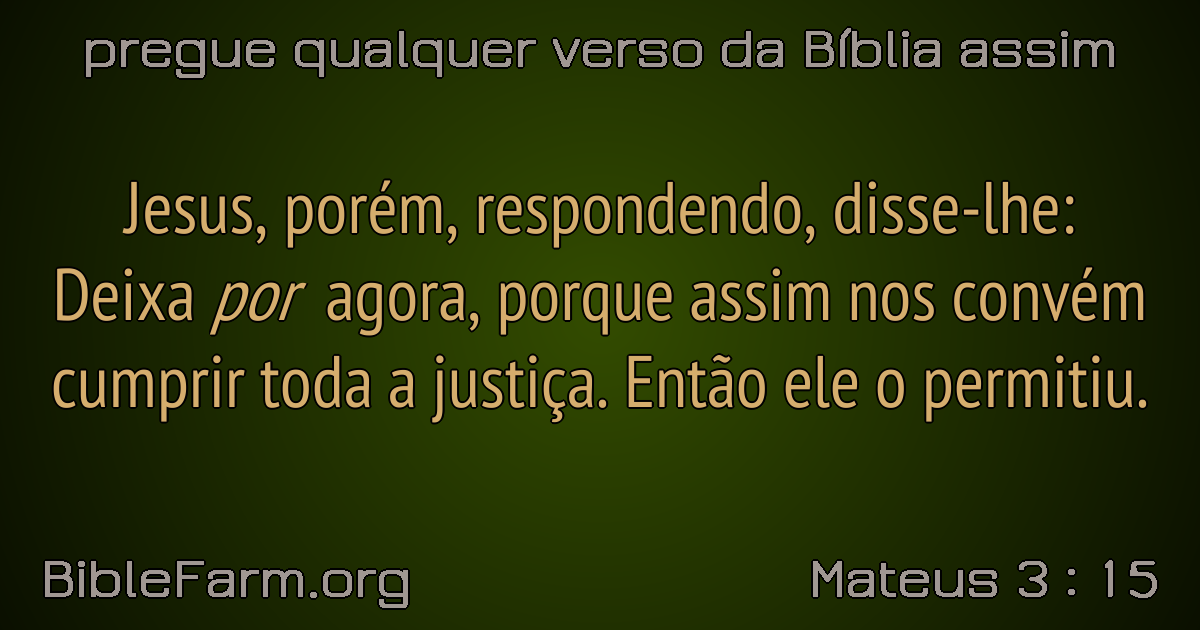 pregue qualquer verso da Bíblia assim
Jesus, porém, respondendo, disse-lhe:
Deixa por agora, porque assim nos convém
cumprir toda a justiça. Então ele o permitiu.
BibleFarm.org
Mateus 3 : 15